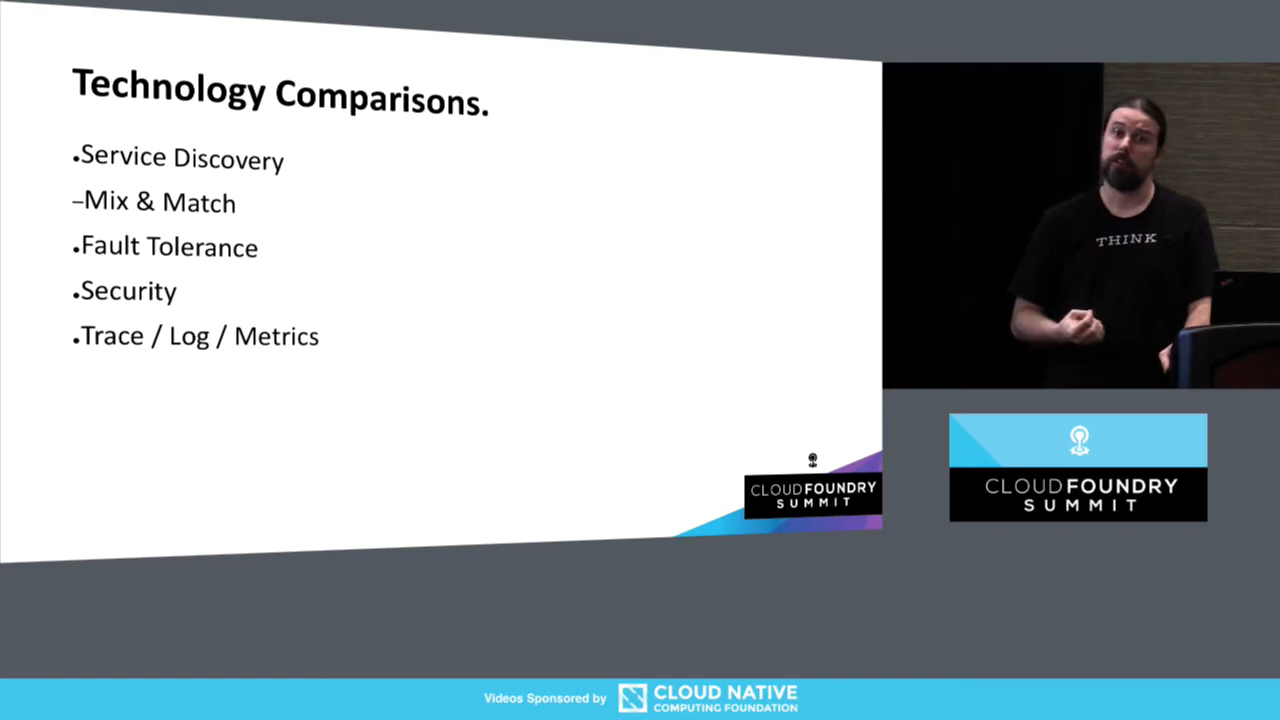 Technology Comparisons.
•Service Discovery
–Mix & Match
•Fault Tolerance
•Security
•Trace / Log / Metrics
CLOUDFOUNDRY
SUMMIT
THINK
CLOUDFOUNDRY
SUMMIT
Videos Sponsored by
CLOUD NATIVE
COMPUTING FOUNDATION